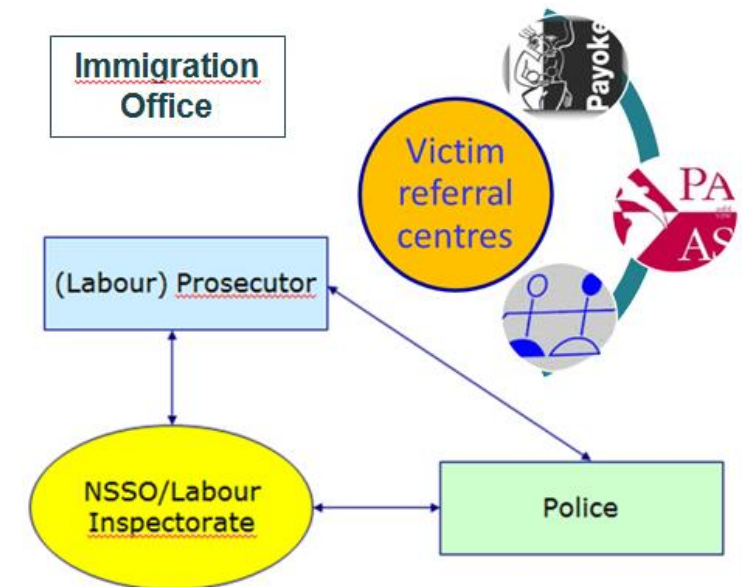 Immigration
Office
Payoke
Victim
referral
centres
PA
AS
(Labour) Prosecutor
NSSO/Labour
Inspectorate
Police